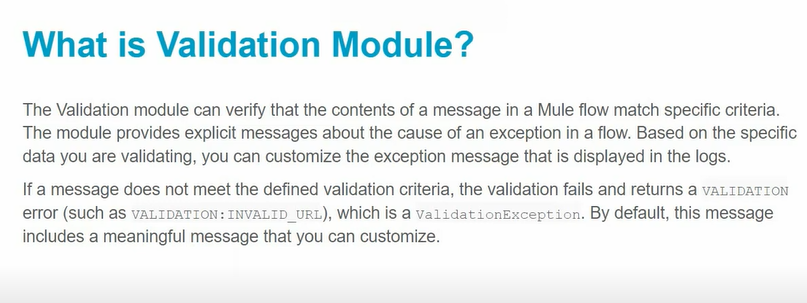 What is Validation Module?
The Validation module can verify that the contents of a message in a Mule flow match specific criteria.
The module provides explicit messages about the cause of an exception in a flow. Based on the specific
data you are validating, you can customize the exception message that is displayed in the logs.
If a message does not meet the defined validation criteria, the validation fails and returns a VALIDATION
error (such as VALIDATION:INVALID_URL), which is a ValidationException. By default, this message
includes a meaningful message that you can customize.